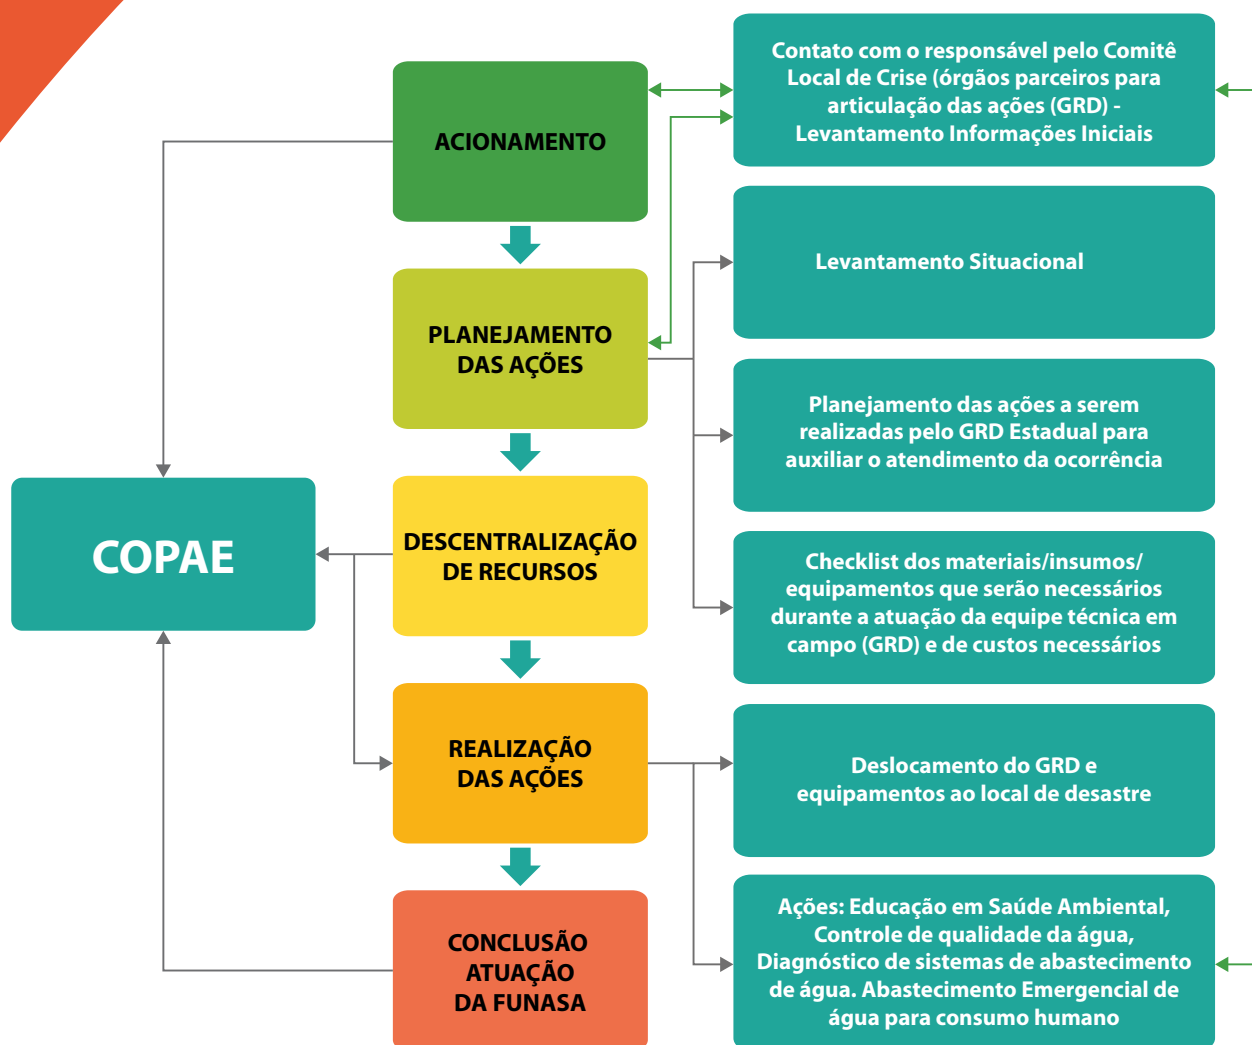 ACIONAMENTO
Contato com o responsável pelo Comitê
Local de Crise (órgãos parceiros para
articulação das ações (GRD) -
Levantamento Informações Iniciais
PLANEJAMENTO
DAS AÇÕES
Levantamento Situacional
Planejamento das ações a serem
realizadas pelo GRD Estadual para
auxiliar o atendimento da ocorrência
COPAE
DESCENTRALIZAÇÃO
DE RECURSOS
Checklist dos materiais/insumos/
equipamentos que serão necessários
durante a atuação da equipe técnica em
campo (GRD) e de custos necessários
REALIZAÇÃO
DAS AÇÕES
Deslocamento do GRD e
equipamentos ao local de desastre
CONCLUSÃO
ATUAÇÃO
DA FUNASA
Ações: Educação em Saúde Ambiental,
Controle de qualidade da água,
Diagnóstico de sistemas de abastecimento
de água. Abastecimento Emergencial de
água para consumo humano